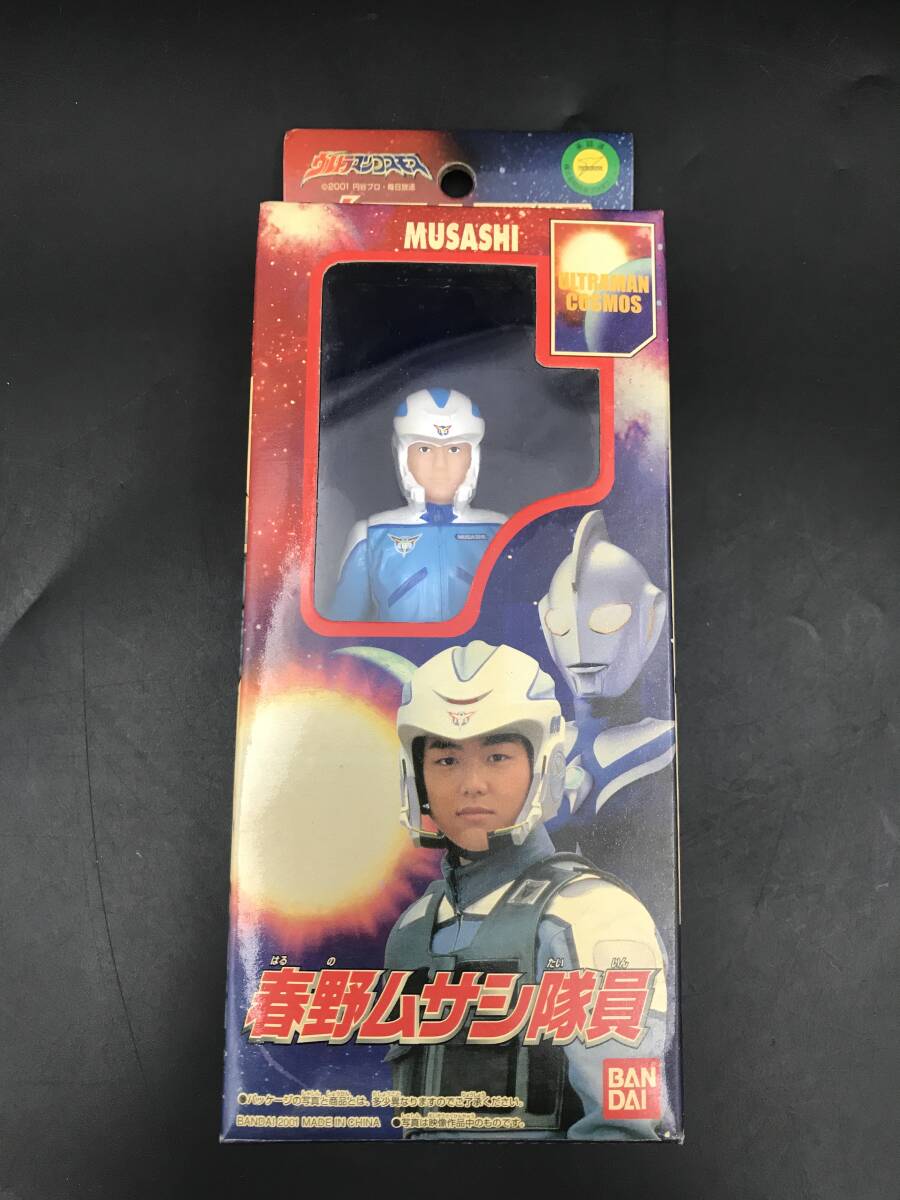 ウルトラマンコスモス
©2001 円谷プロ・毎日放送
MUSASHI
ULTRAMAN
COSMOS
MUSASHI
はるの たいいん
春野ムサシ隊員
●パッケージの写真と商品とは、多少異なりますのでご了承ください。
BANDAI 2001 MADE IN CHINA ●写真は映像作品中のものです。
BAN
DAI